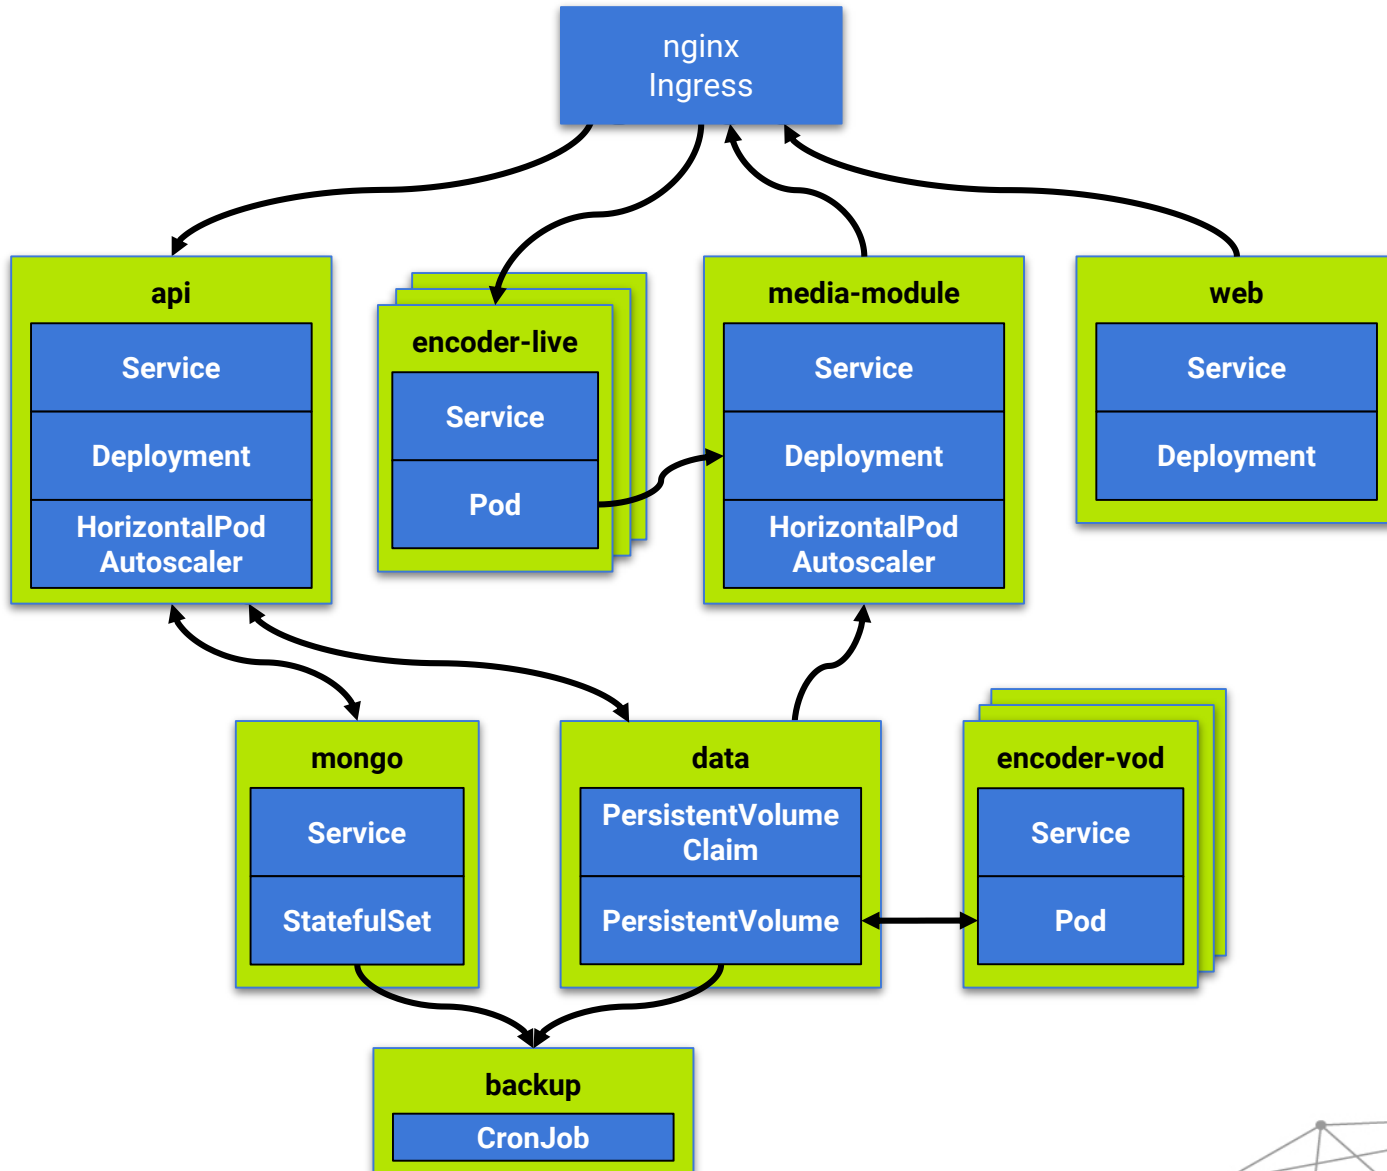 nginx
Ingress
api
Service
Deployment
HorizontalPod
Autoscaler
encoder-live
Service
Pod
media-module
Service
Deployment
HorizontalPod
Autoscaler
web
Service
Deployment
mongo
Service
StatefulSet
data
PersistentVolume
Claim
PersistentVolume
encoder-vod
Service
Pod
backup
CronJob